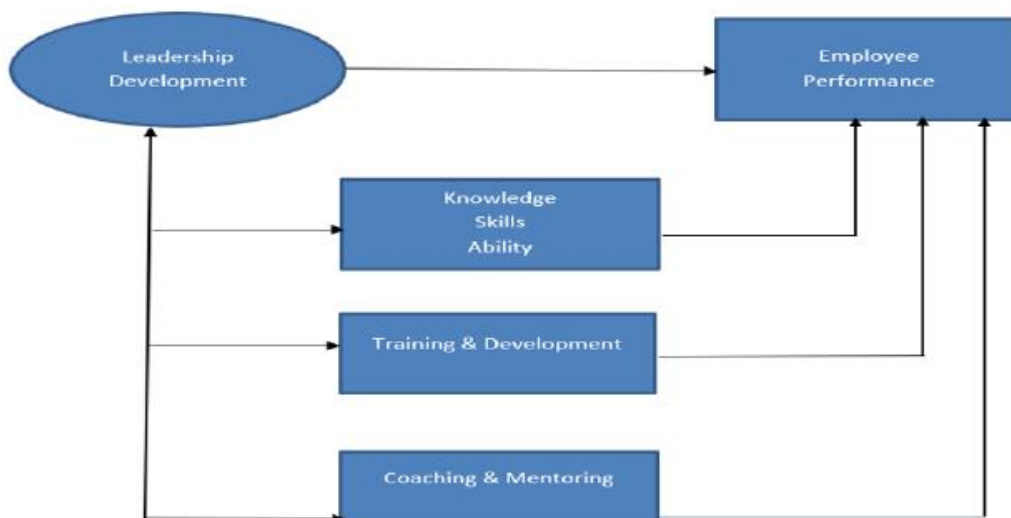 Leadership
Development
Employee
Performance
Knowledge
Skills
Ability
Training & Development
Coaching & Mentoring